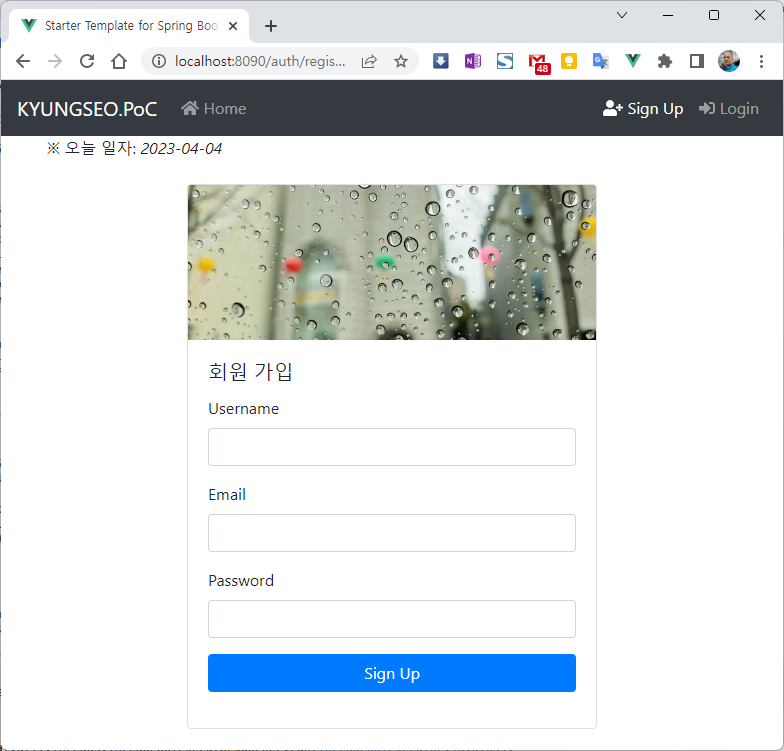 Starter Template for Spring Boo
localhost:8090/auth/regis...
48
KYUNGSEO.PoC Home Sign Up Login
※ 오늘 일자: 2023-04-04
회원 가입
Username
Email
Password
Sign Up